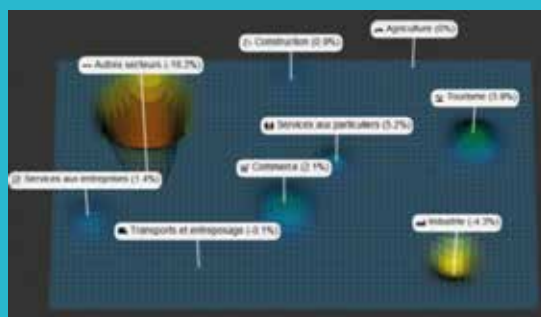 Construction (0.9%)
Agriculture (0%)
Autres secteurs (-10.3%)
Tourisme (3.9%)
Services aux particuliers (5.2%)
Commerce (2.1%)
Services aux entreprises (1.4%)
Transports et entreposage (-0.1%)
Industrie (-4.3%)